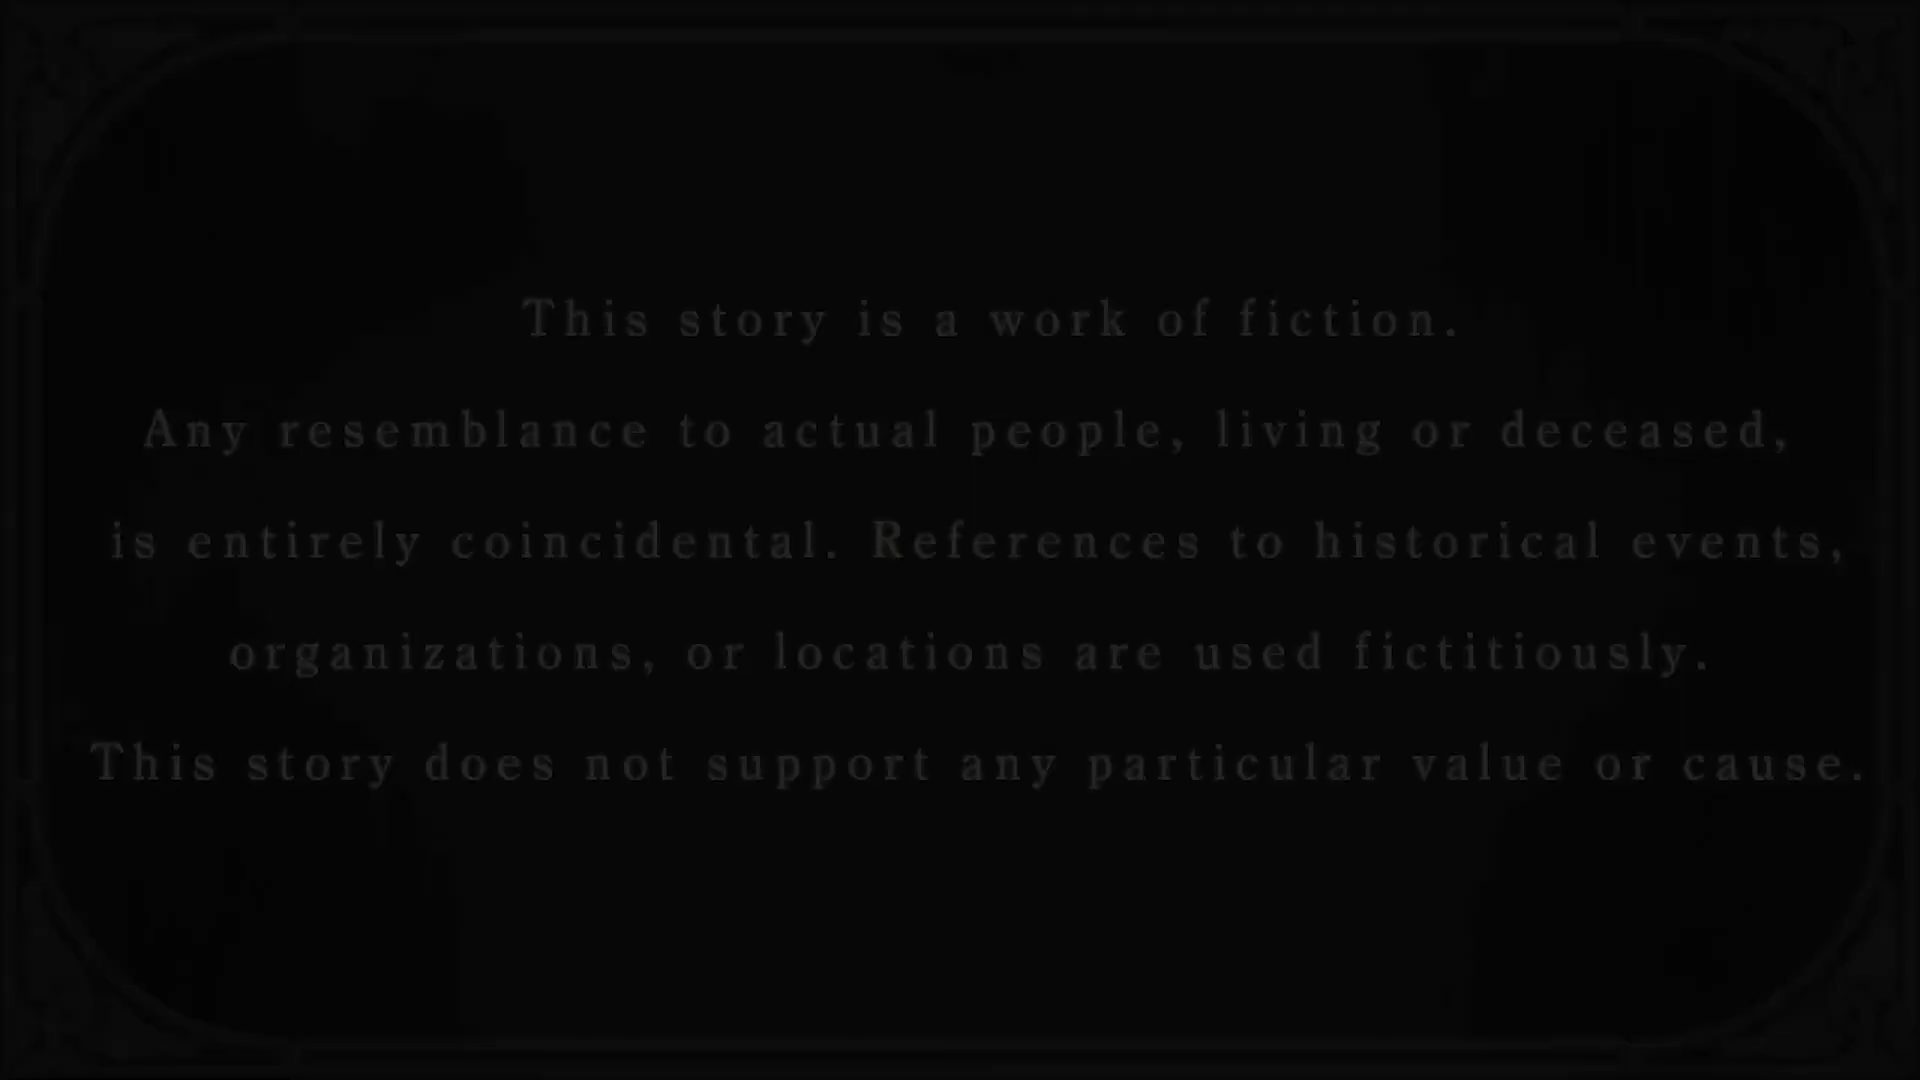 This story is a work of fiction.
Any resemblance to actual people, living or deceased,
is entirely coincidental. References to historical events,
organizations, or locations are used fictitiously.
This story does not support any particular value or cause.